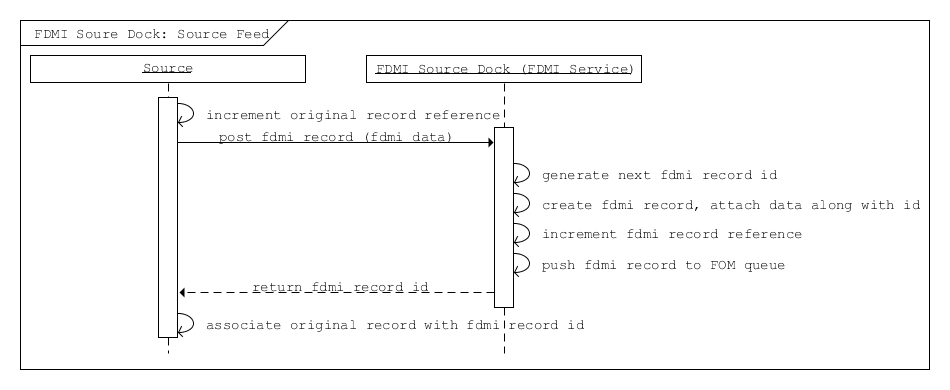 FDMI Soure Dock: Source Feed
Source
FDMI Source Dock (FDMI Service)
increment original record reference
post fdmi record (fdmi data)
generate next fdmi record id
create fdmi record, attach data along with id
increment fdmi record reference
push fdmi record to FOM queue
return fdmi record id
associate original record with fdmi record id